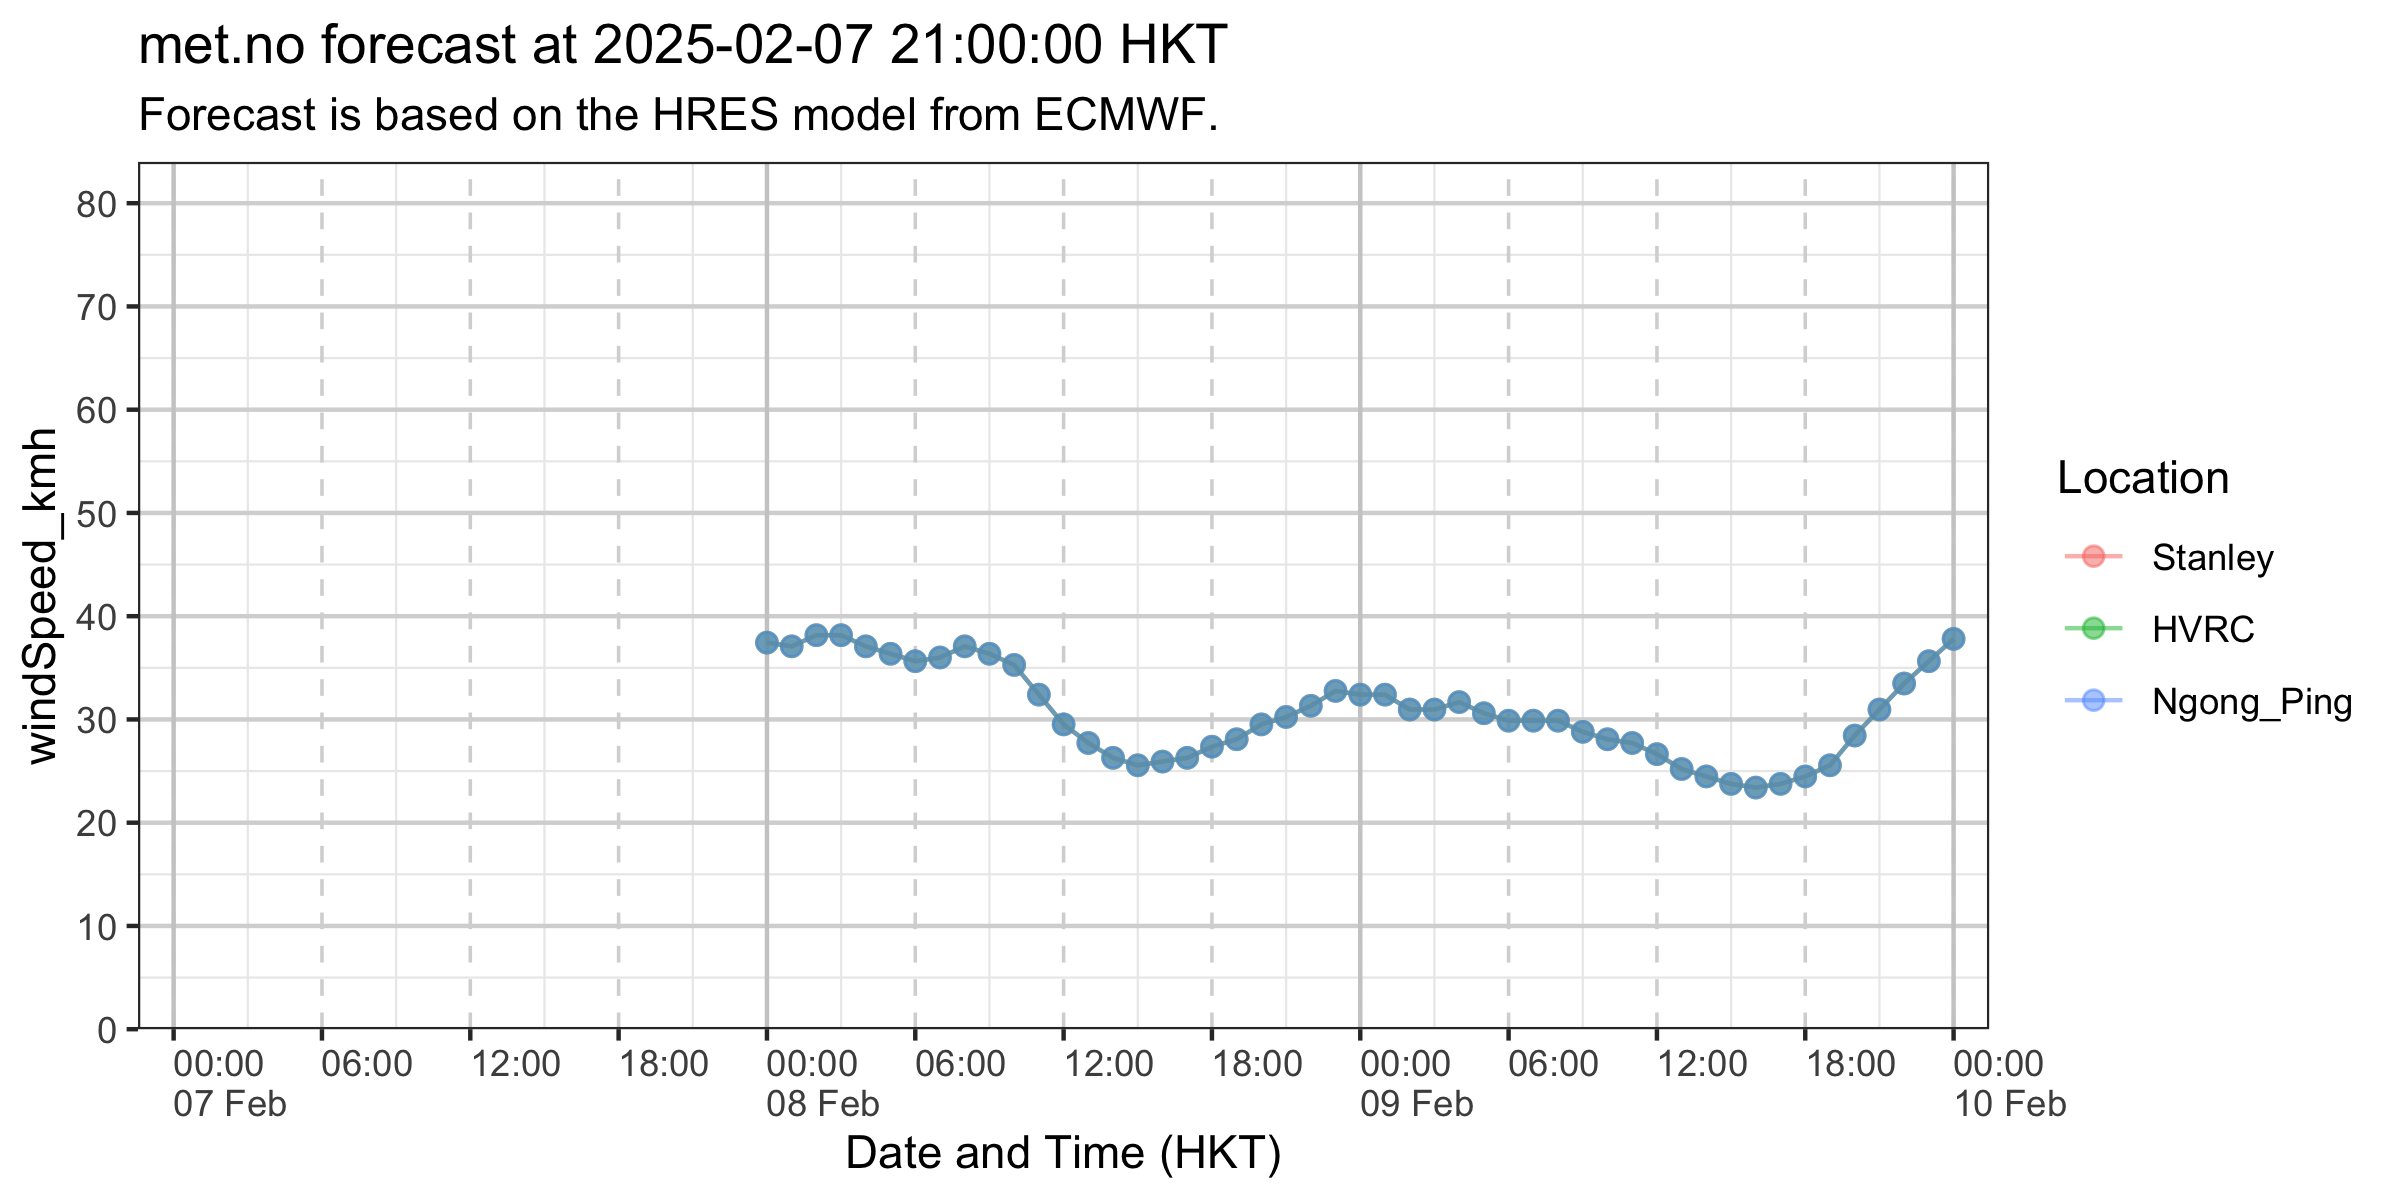 met.no forecast at 2025-02-07 21:00:00 HKT
Forecast is based on the HRES model from ECMWF.
windSpeed_kmh
80
70
60
50
40
30
20
10
0
00:00 06:00 12:00 18:00 00:00 06:00 12:00 18:00 00:00 06:00 12:00 18:00 00:00
07 Feb 08 Feb 09 Feb 10 Feb
Date and Time (HKT)
Location
Stanley
HVRC
Ngong_Ping